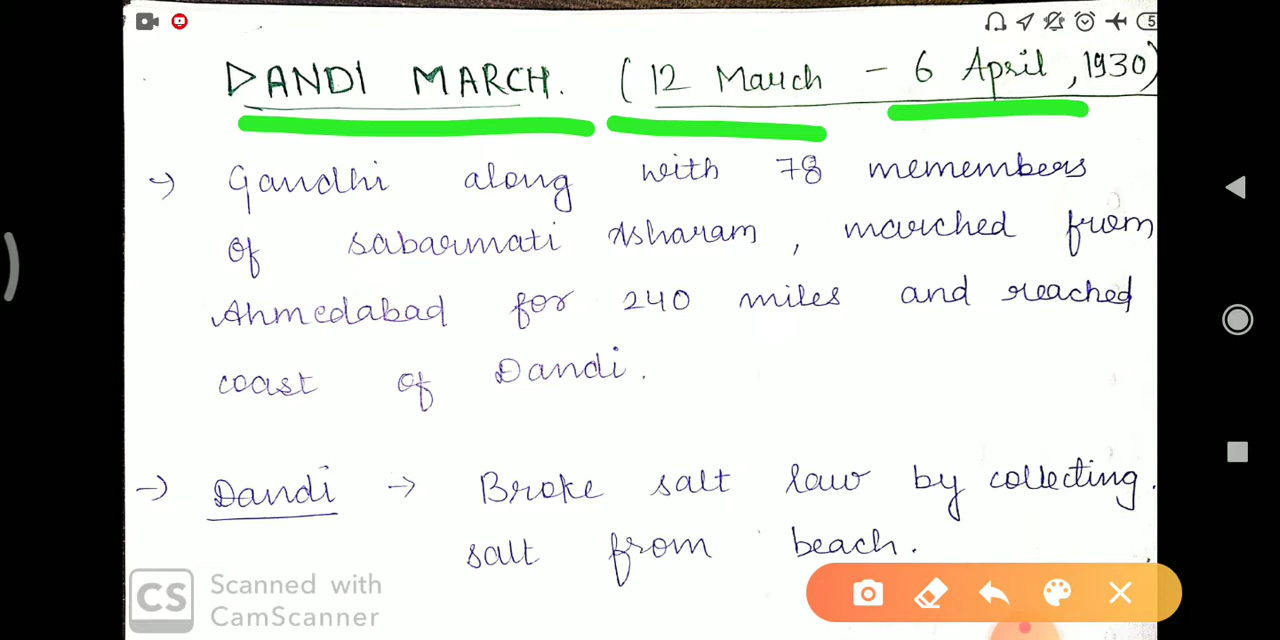 DANDI MARCH. (12 March - 6 April, 1930)
→ Gandhi along with 78 memembers
of sabarmati Asharam, marched from
Ahmedabad for 240 miles and reached
coast of Dandi.
→ Dandi → Broke salt law by collecting
salt from beach.
CS Scanned with
CamScanner
5